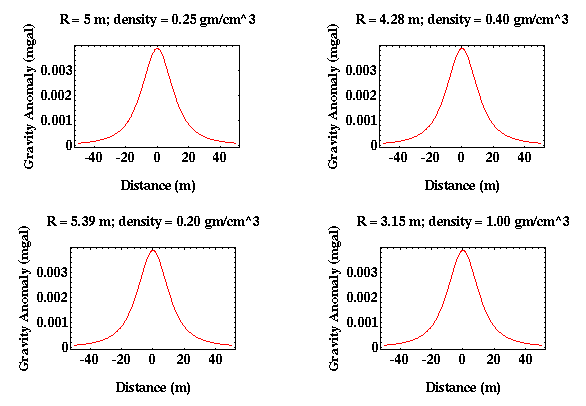 R = 5 m; density = 0.25 gm/cm^3
Gravity Anomaly (mgal)
0.003
0.002
0.001
0
-40 -20 0 20 40
Distance (m)
R = 4.28 m; density = 0.40 gm/cm^3
Gravity Anomaly (mgal)
0.003
0.002
0.001
0
-40 -20 0 20 40
Distance (m)
R = 5.39 m; density = 0.20 gm/cm^3
Gravity Anomaly (mgal)
0.003
0.002
0.001
0
-40 -20 0 20 40
Distance (m)
R = 3.15 m; density = 1.00 gm/cm^3
Gravity Anomaly (mgal)
0.003
0.002
0.001
0
-40 -20 0 20 40
Distance (m)